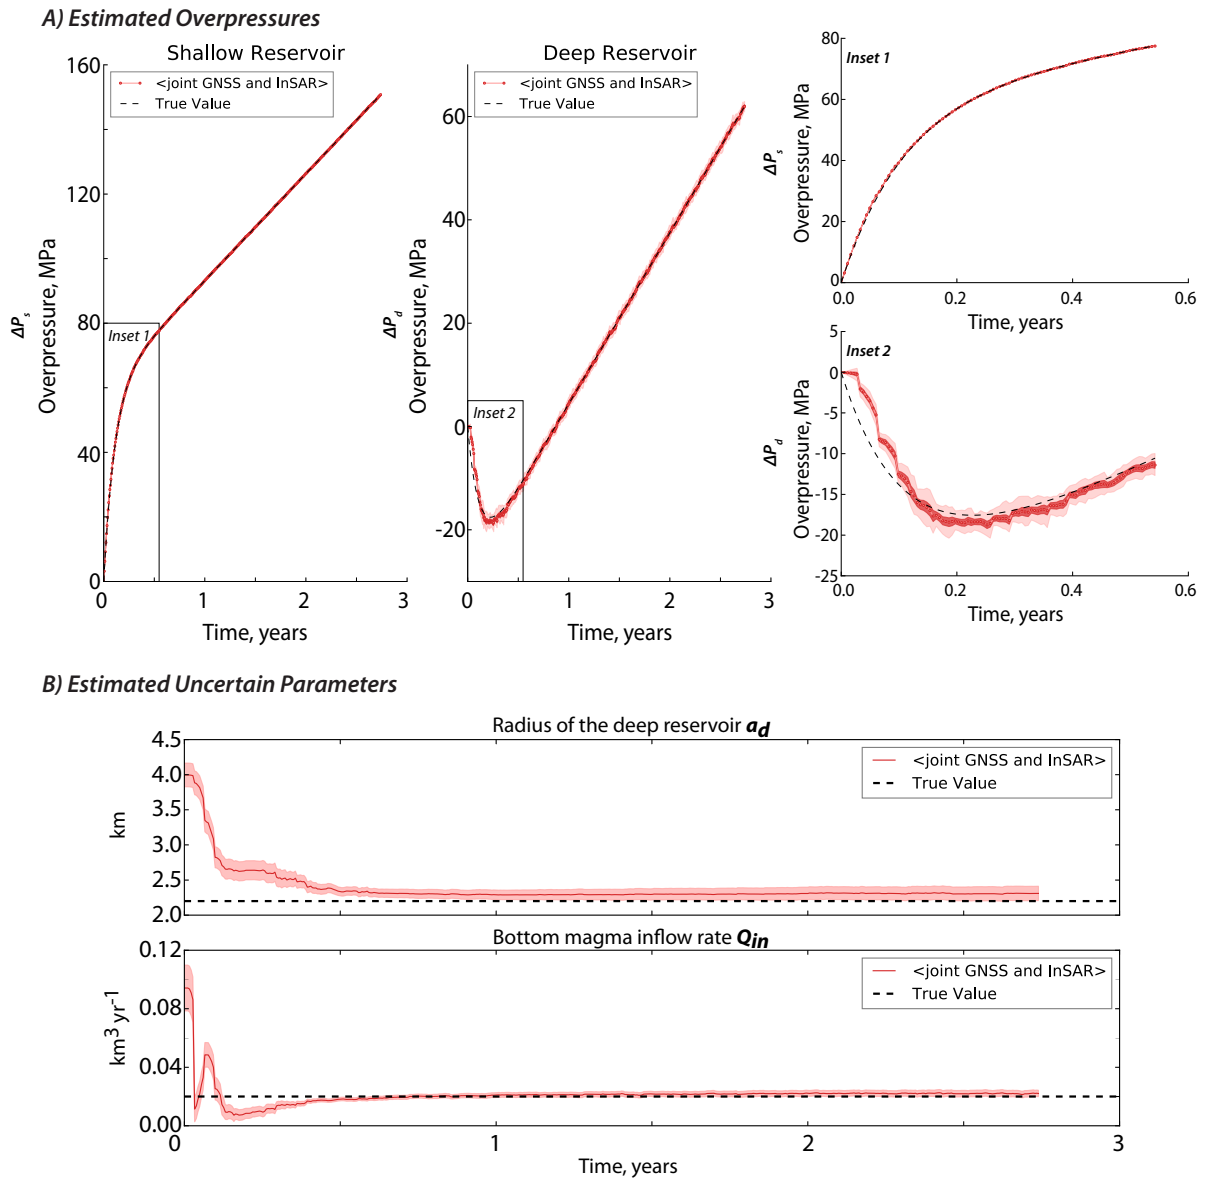 A) Estimated Overpressures
Shallow Reservoir
<joint GNSS and InSAR>
True Value
160
120
80
40
0
ΔPs
Overpressure, MPa
Inset 1
0
1
2
3
Time, years
Deep Reservoir
<joint GNSS and InSAR>
True Value
60
40
20
0
-20
ΔPd
Overpressure, MPa
Inset 2
0
1
2
3
Time, years
Inset 1
80
60
40
20
0
ΔPs
Overpressure, MPa
0.0
0.2
0.4
0.6
Time, years
Inset 2
5
0
-5
-10
-15
-20
-25
ΔPd
Overpressure, MPa
0.0
0.2
0.4
0.6
Time, years
B) Estimated Uncertain Parameters
Radius of the deep reservoir ad
<joint GNSS and InSAR>
True Value
4.5
4.0
3.5
3.0
2.5
2.0
km
Bottom magma inflow rate Qin
<joint GNSS and InSAR>
True Value
0.12
0.08
0.04
0.00
km3 yr-1
0
1
2
3
Time, years